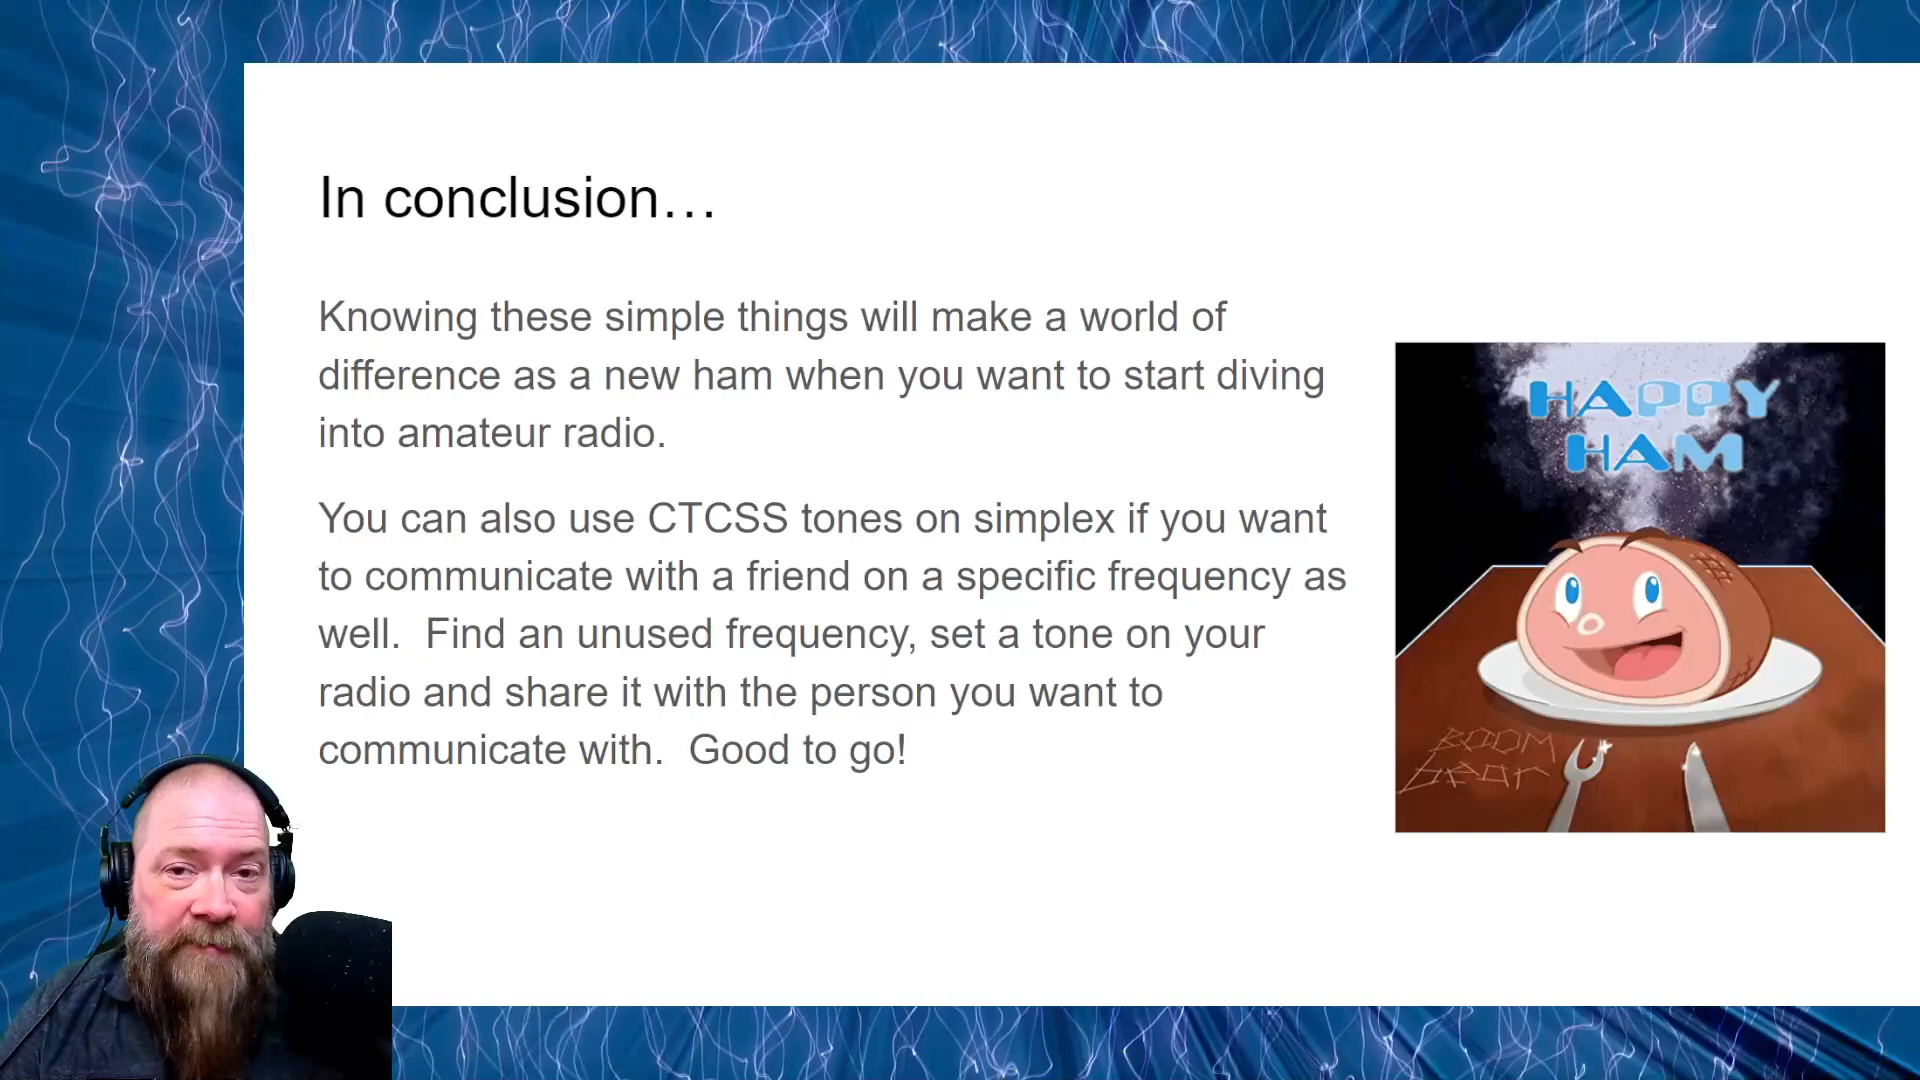 In conclusion…
Knowing these simple things will make a world of
difference as a new ham when you want to start diving
into amateur radio.
You can also use CTCSS tones on simplex if you want
to communicate with a friend on a specific frequency as
well.  Find an unused frequency, set a tone on your
radio and share it with the person you want to
communicate with.  Good to go!
HAPPY
HAM
BOOM
bear